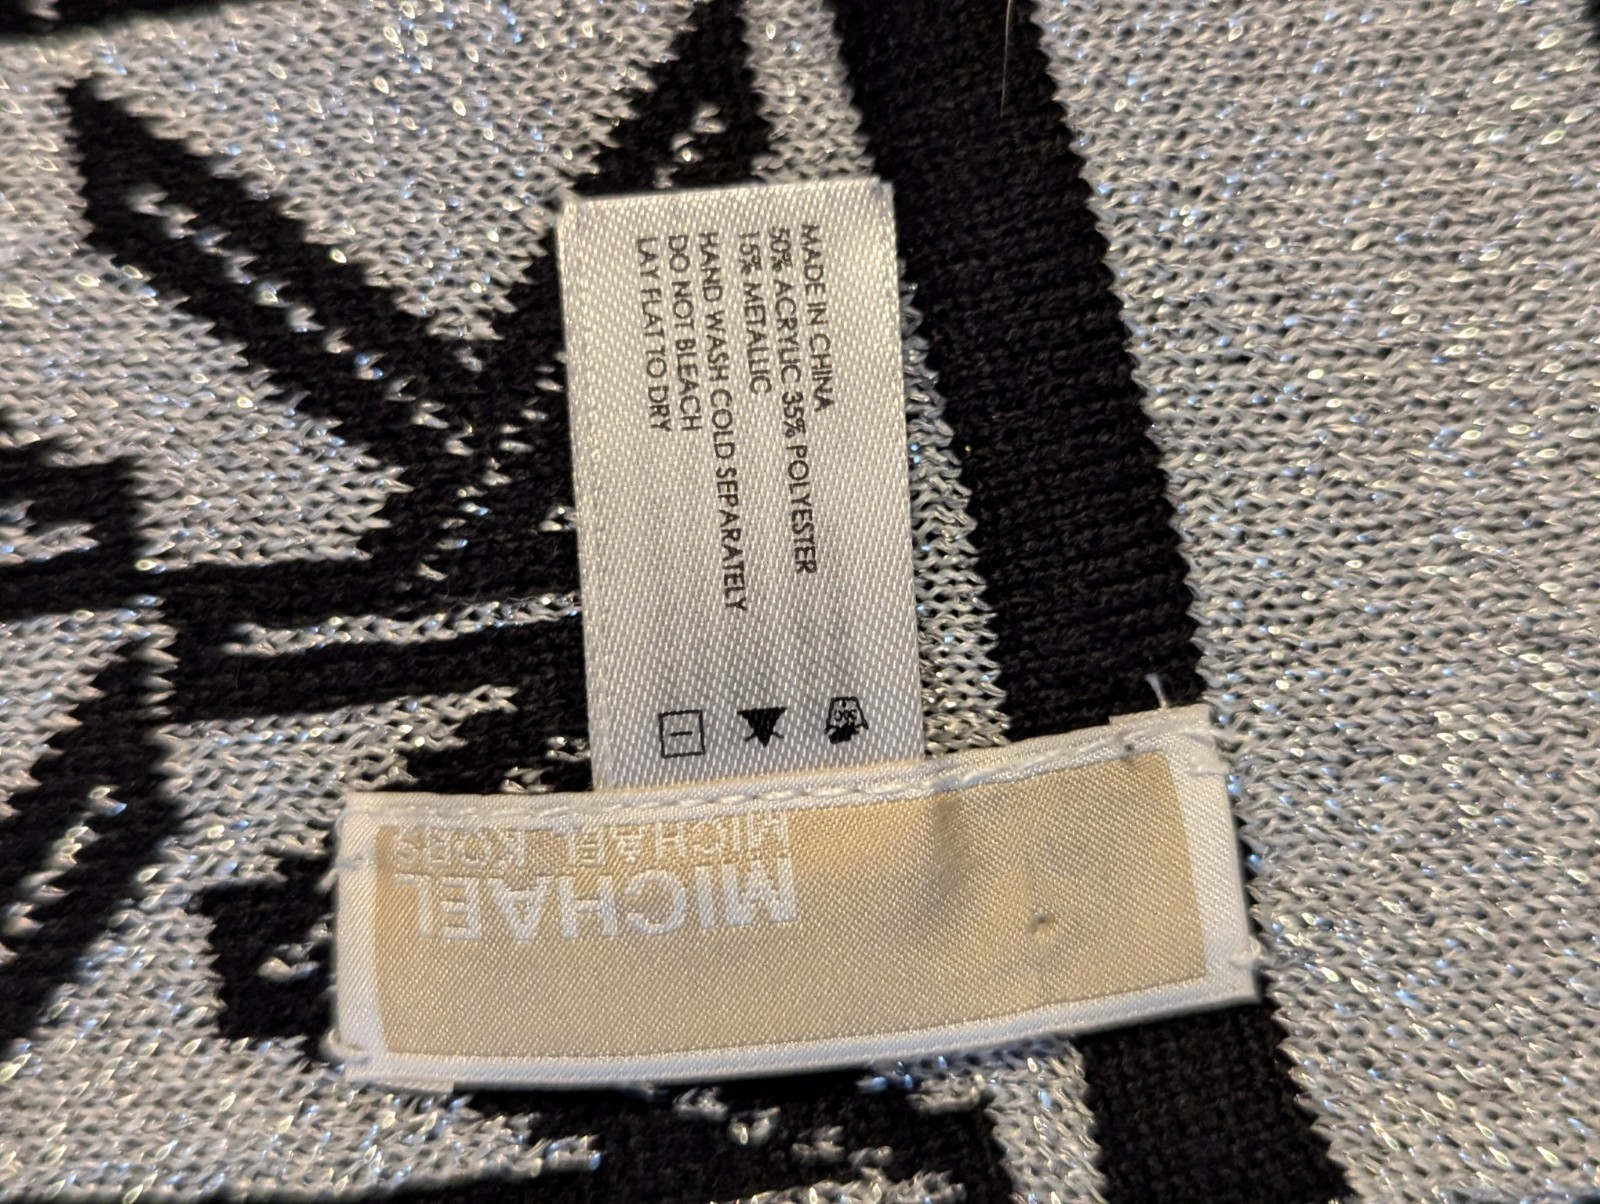 MADE IN CHINA
50% ACRYLIC 35% POLYESTER
15% METALLIC
HAND WASH COLD SEPARATELY
DO NOT BLEACH
LAY FLAT TO DRY
MICHAEL
MICHAEL KORS